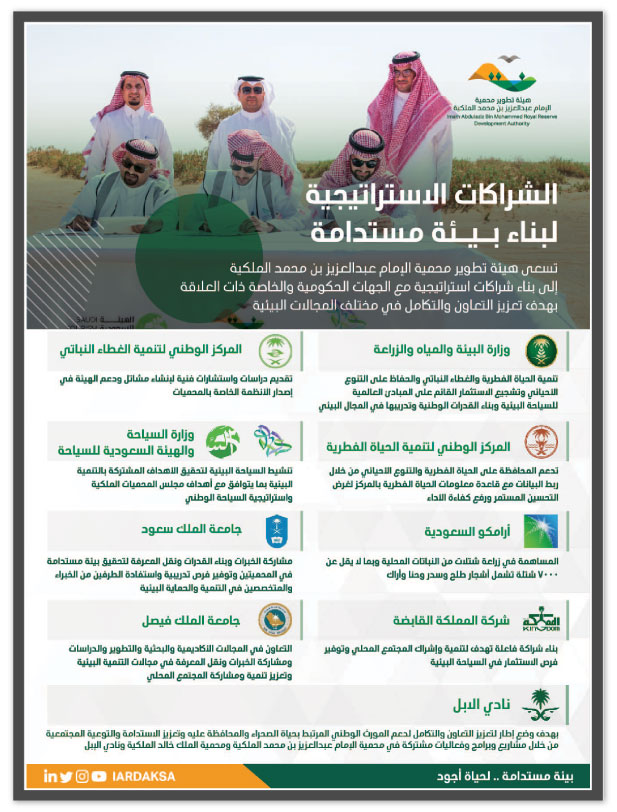 هيئة تطوير محمية
الإمام عبدالعزيز بن محمد الملكية
Imam Abdulaziz Bin Mohammed Royal Reserve
Development Authority
الشراكات الاستراتيجية
لبناء بـيـئة مستدامة
تسعى هيئة تطوير محمية الإمام عبدالعزيز بن محمد الملكية
إلى بناء شراكات استراتيجية مع الجهات الحكومية والخاصة ذات العلاقة
بهدف تعزيز التعاون والتكامل في مختلف المجالات البيئية
وزارة البيئة والمياه والزراعة
تنمية الحياة الفطرية والغطاء النباتي والحفاظ على التنوع
الأحيائي وتشجيع الاستثمار القائم على المبادئ العالمية
للسياحة البيئية وبناء القدرات الوطنية وتدريبها في المجال البيئي
المركز الوطني لتنمية الغطاء النباتي
تقديم دراسات واستشارات فنية لإنشاء مشاتل ودعم الهيئة في
إصدار الأنظمة الخاصة بالمحميات
المركز الوطني لتنمية الحياة الفطرية
تدعم المحافظة على الحياة الفطرية والتنوع الأحيائي من خلال
ربط البيانات مع قاعدة معلومات الحياة الفطرية بالمركز لغرض
التحسين المستمر ورفع كفاءة الأداء
وزارة السياحة
والهيئة السعودية للسياحة
تنشيط السياحة البيئية لتحقيق الأهداف المشتركة بالتنمية
البيئية بما يتوافق مع أهداف مجلس المحميات الملكية
واستراتيجية السياحة الوطني
أرامكو السعودية
المساهمة في زراعة شتلات من النباتات المحلية وبما لا يقل عن
٧٠٠٠ شتلة تشمل أشجار طلح وسدر وحنا وأراك
جامعة الملك سعود
مشاركة الخبرات وبناء القدرات ونقل المعرفة لتحقيق بيئة مستدامة
في المحميتين وتوفير فرص تدريبية واستفادة الطرفين من الخبراء
والمتخصصين في التنمية والحماية البيئية
شركة المملكة القابضة
بناء شراكة فاعلة تهدف لتنمية وإشراك المجتمع المحلي وتوفير
فرص الاستثمار في السياحة البيئية
جامعة الملك فيصل
التعاون في المجالات الأكاديمية والبحثية والتطوير والدراسات
ومشاركة الخبرات ونقل المعرفة في مجالات التنمية البيئية
وتعزيز تنمية ومشاركة المجتمع المحلي
نادي الابل
بهدف وضع إطار لتعزيز التعاون والتكامل لدعم المورث الوطني المرتبط بحياة الصحراء والمحافظة عليه وتعزيز الاستدامة والتوعية المجتمعية
من خلال مشاريع وبرامج وفعاليات مشتركة في محمية الإمام عبدالعزيز بن محمد الملكية ومحمية الملك خالد الملكية ونادي الإبل
بيئة مستدامة .. لحياة أجود
IARDAKSA